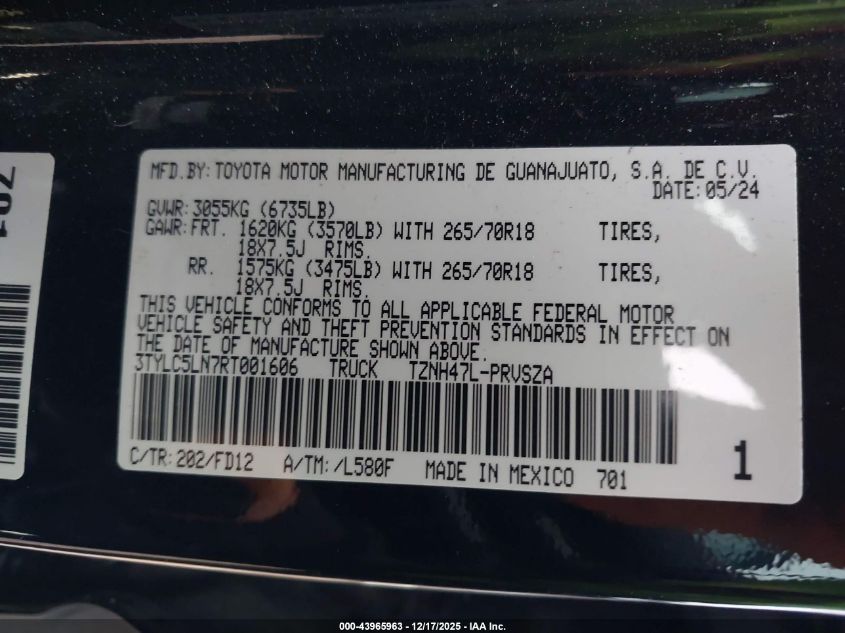 701
MFD.BY: TOYOTA MOTOR MANUFACTURING DE GUANAJUATO, S.A. DE C.V.
DATE: 05/24
GVWR: 3055KG (6735LB)
GAWR: FRT. 1620KG (3570LB) WITH 265/70R18 TIRES,
18X7.5J RIMS.
RR. 1575KG (3475LB) WITH 265/70R18 TIRES,
18X7.5J RIMS.
THIS VEHICLE CONFORMS TO ALL APPLICABLE FEDERAL MOTOR
VEHICLE SAFETY AND THEFT PREVENTION STANDARDS IN EFFECT ON
THE DATE OF MANUFACTURE SHOWN ABOVE.
3TYLC5LN7RT001606 TRUCK TZNH47L-PRVSZA
C/TR: 202/FD12 A/TM: /L580F MADE IN MEXICO 701
1
000-43965963 – 12/17/2025 – IAA Inc.